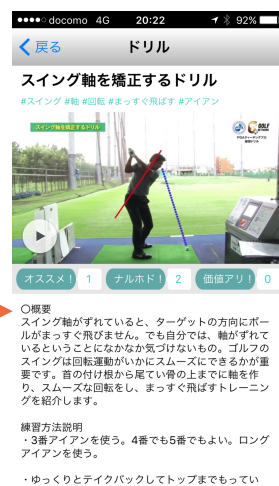 docomo 4G 20:22 92%
戻る ドリル
スイング軸を矯正するドリル
#スイング #軸 #回転 #まっすぐ飛ばす #アイアン
スイング軸を矯正するドリル
GOLF
オススメ！ 1 ナルホド！ 2 価値アリ！ 0
〇概要
スイング軸がずれていると、ターゲットの方向にボー
ルがまっすぐ飛びません。でも自分では、軸がずれて
いるということになかなか気づけないもの。ゴルフの
スイングは回転運動がいかにスムーズにできるかが重
要です。首の付け根から尾てい骨の上までに軸を作
り、スムーズな回転をし、まっすぐ飛ばすトレーニン
グを紹介します。
練習方法説明
・3番アイアンを使う。4番でも5番でもよい。ロング
アイアンを使う。
・ゆっくりとテイクバックしてトップまでもってい